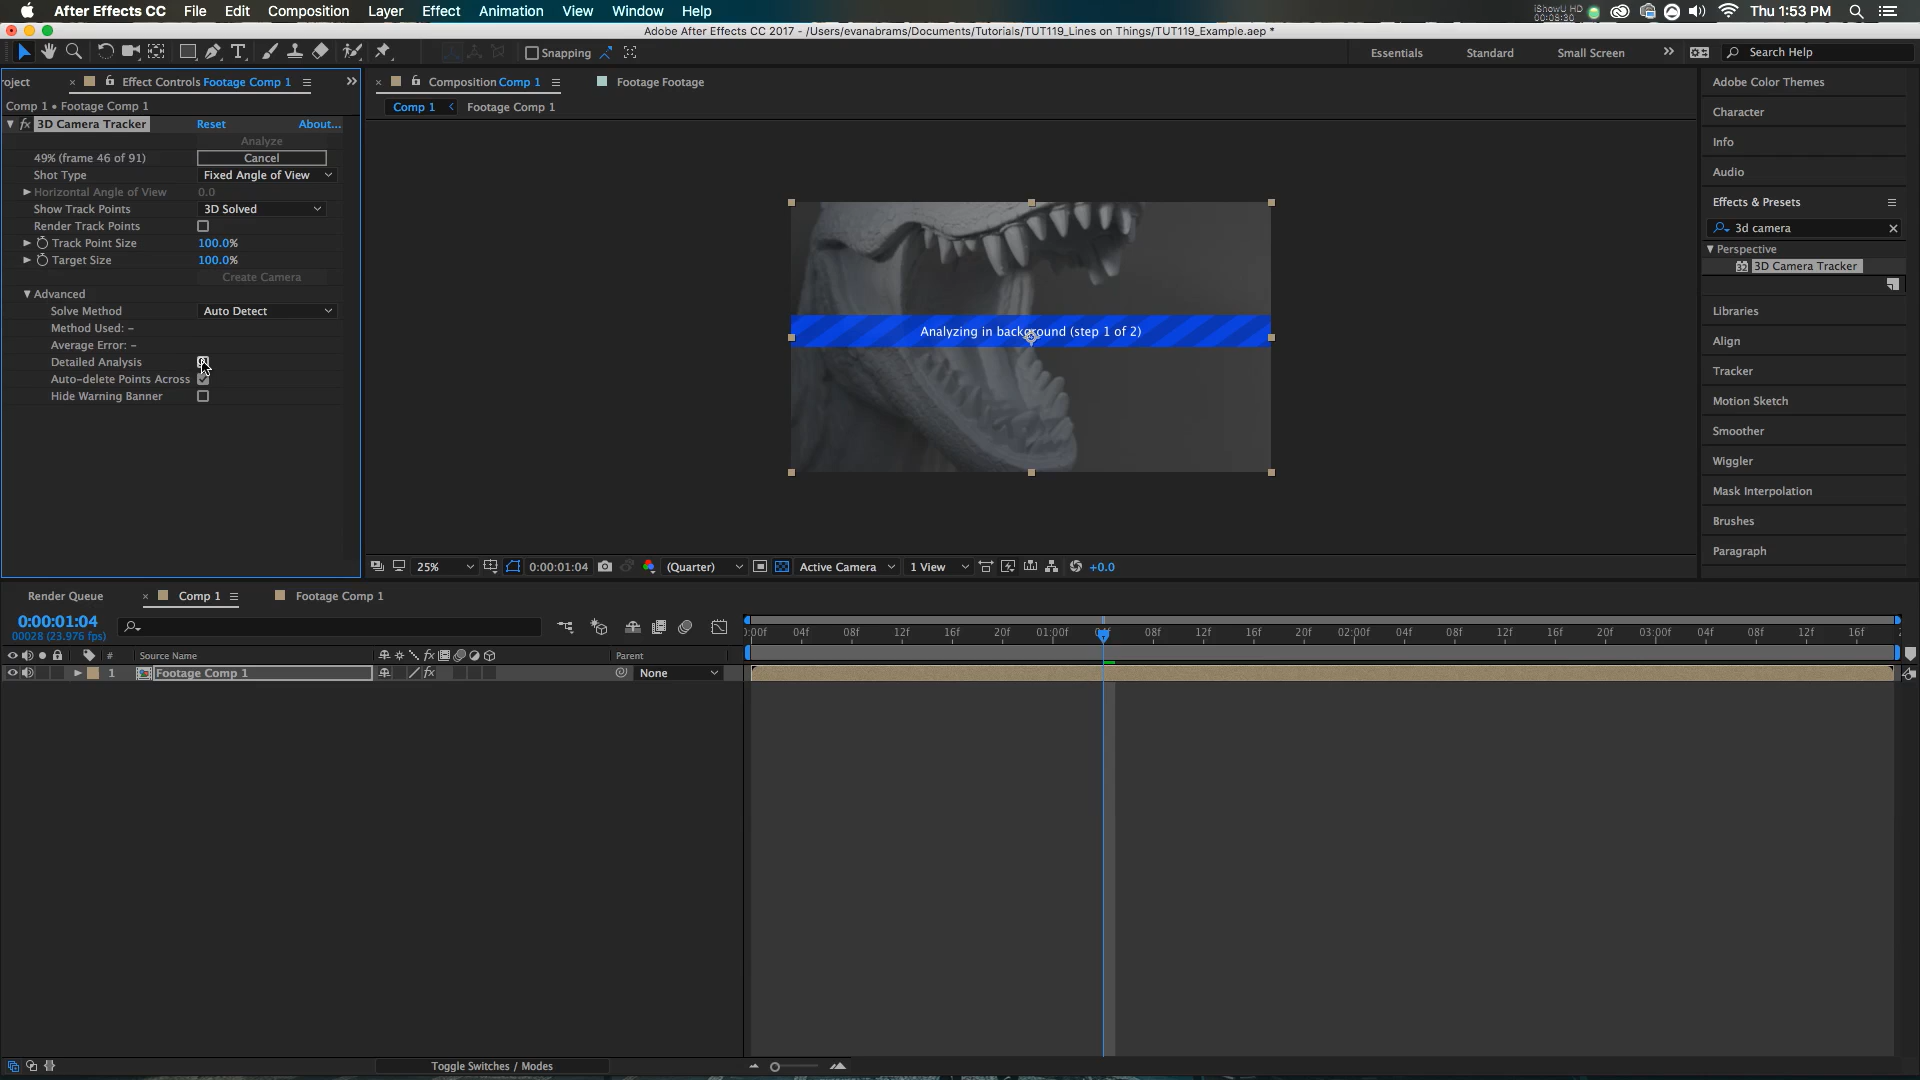 After Effects CC File Edit Composition Layer Effect Animation View Window Help
iShowU HD
00:08:30
Thu 1:53 PM
Adobe After Effects CC 2017 - /Users/evanabrams/Documents/Tutorials/TUT119_Lines on Things/TUT119_Example.aep *
Snapping
Essentials Standard Small Screen » Search Help
roject × Effect Controls Footage Comp 1 »
Comp 1 • Footage Comp 1
fx 3D Camera Tracker Reset About...
Analyze
49% (frame 46 of 91) Cancel
Shot Type Fixed Angle of View
Horizontal Angle of View 0.0
Show Track Points 3D Solved
Render Track Points
Track Point Size 100.0%
Target Size 100.0%
Create Camera
Advanced
Solve Method Auto Detect
Method Used: –
Average Error: –
Detailed Analysis
Auto-delete Points Across
Hide Warning Banner
× Composition Comp 1 Footage Footage
Comp 1 Footage Comp 1
Analyzing in background (step 1 of 2)
25% 0:00:01:04 (Quarter) Active Camera 1 View +0.0
Adobe Color Themes
Character
Info
Audio
Effects & Presets
3d camera
Perspective
32 3D Camera Tracker
Libraries
Align
Tracker
Motion Sketch
Smoother
Wiggler
Mask Interpolation
Brushes
Paragraph
Render Queue × Comp 1 Footage Comp 1
0:00:01:04
00028 (23.976 fps)
):00f 04f 08f 12f 16f 20f 01:00f 04f 08f 12f 16f 20f 02:00f 04f 08f 12f 16f 20f 03:00f 04f 08f 12f 16f
# Source Name fx Parent
1 Footage Comp 1 fx None
Toggle Switches / Modes